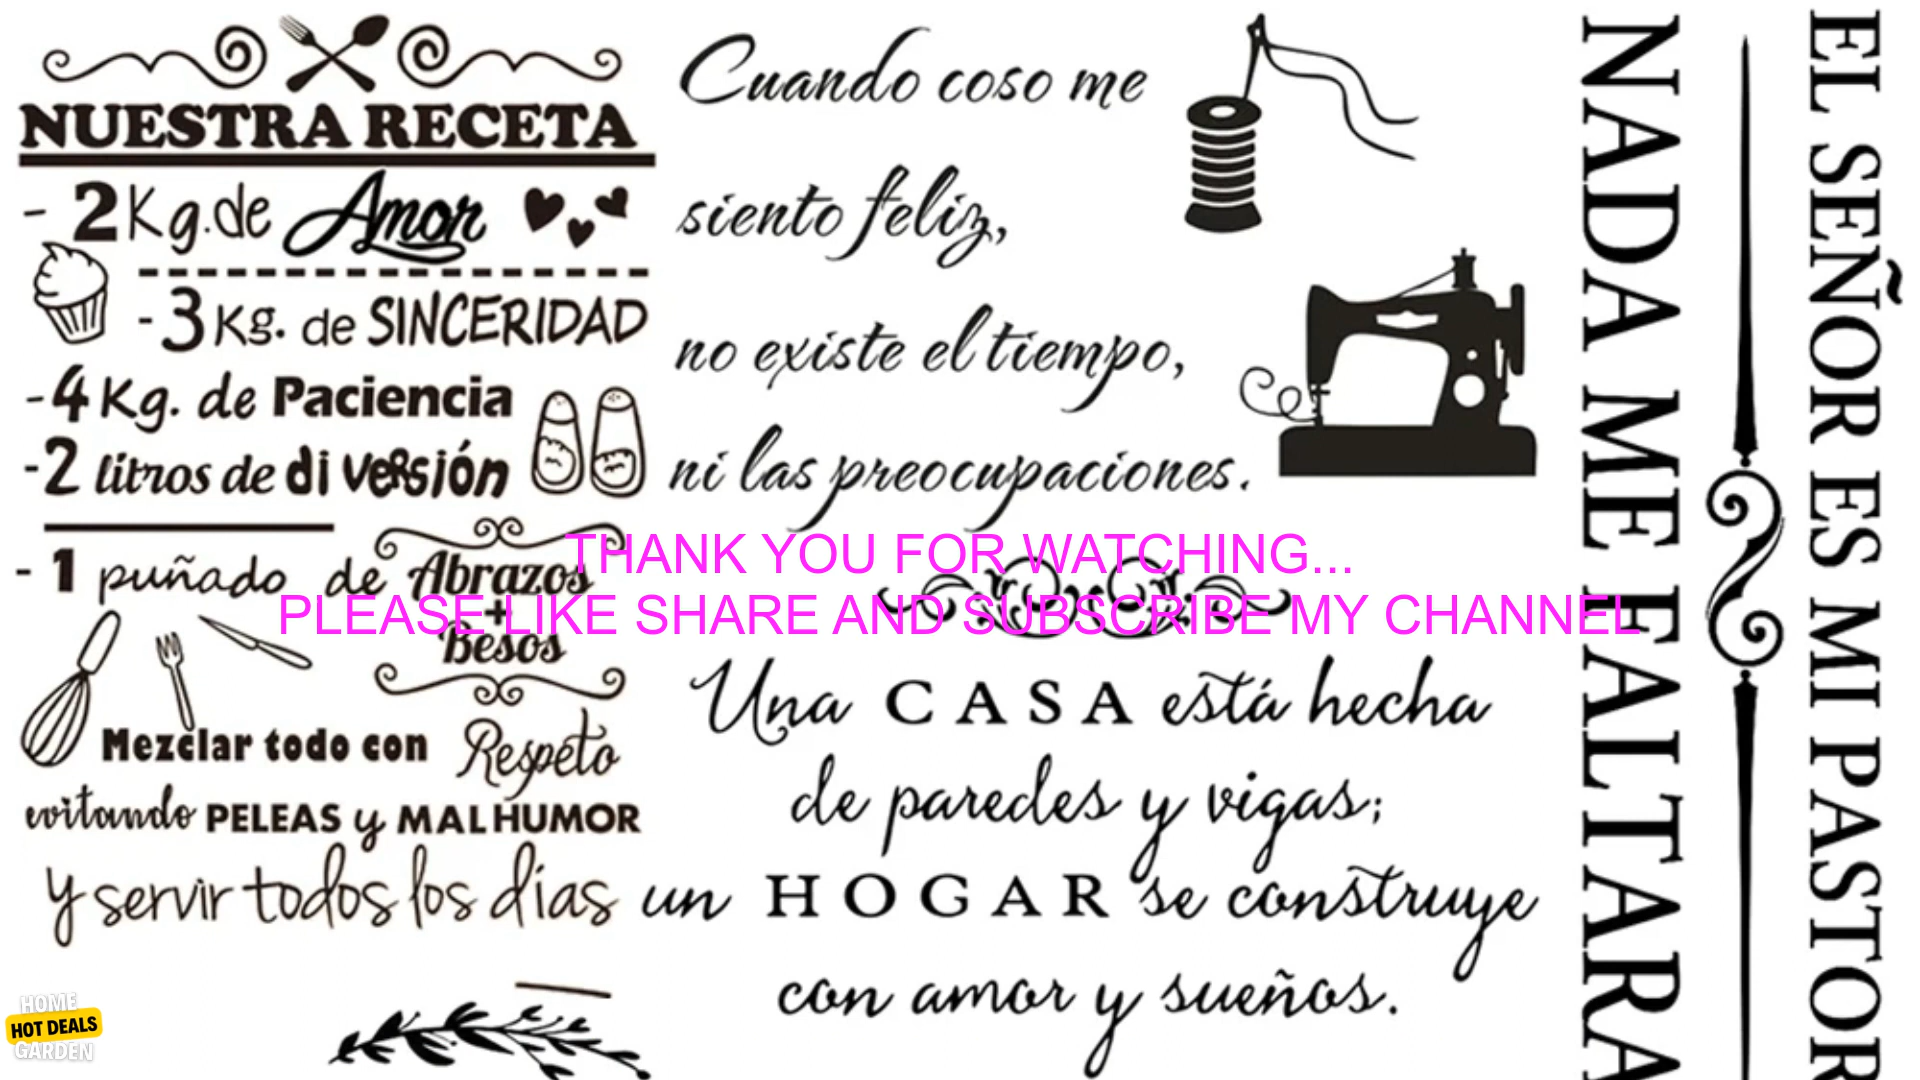 NUESTRA RECETA
- 2 Kg. de Amor
- 3 Kg. de SINCERIDAD
- 4 Kg. de Paciencia
- 2 litros de diversión
- 1 puñado de Abrazos
+
Besos
Mezclar todo con Respeto
evitando PELEAS y MAL HUMOR
y servir todos los días
Cuando coso me
siento feliz,
no existe el tiempo,
ni las preocupaciones.
THANK YOU FOR WATCHING...
PLEASE LIKE SHARE AND SUBSCRIBE MY CHANNEL
Una CASA está hecha
de paredes y vigas;
un HOGAR se construye
con amor y sueños.
EL SEÑOR ES MI PASTOR
NADA ME FALTARA
HOME
HOT DEALS
GARDEN